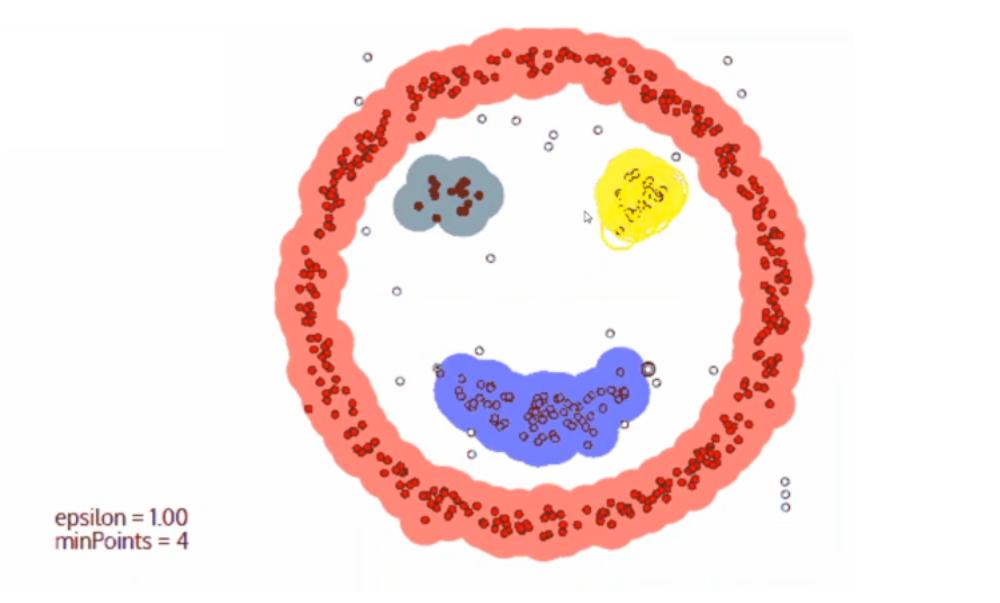 epsilon = 1.00
minPoints = 4